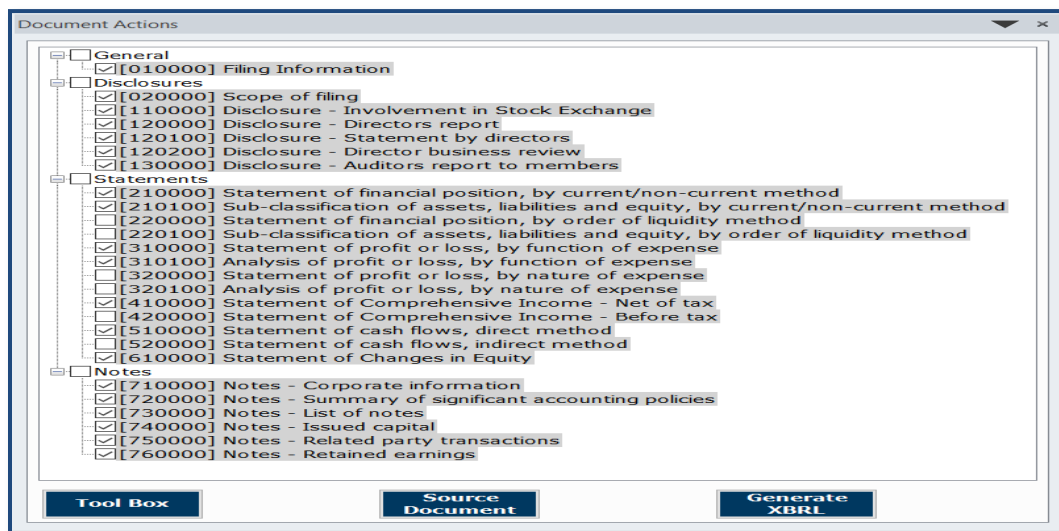 Document Actions
General
[010000] Filing Information
Disclosures
[020000] Scope of filing
[110000] Disclosure - Involvement in Stock Exchange
[120000] Disclosure - Directors report
[120100] Disclosure - Statement by directors
[120200] Disclosure - Director business review
[130000] Disclosure - Auditors report to members
Statements
[210000] Statement of financial position, by current/non-current method
[210100] Sub-classification of assets, liabilities and equity, by current/non-current method
[220000] Statement of financial position, by order of liquidity method
[220100] Sub-classification of assets, liabilities and equity, by order of liquidity method
[310000] Statement of profit or loss, by function of expense
[310100] Analysis of profit or loss, by function of expense
[320000] Statement of profit or loss, by nature of expense
[320100] Analysis of profit or loss, by nature of expense
[410000] Statement of Comprehensive Income - Net of tax
[420000] Statement of Comprehensive Income - Before tax
[510000] Statement of cash flows, direct method
[520000] Statement of cash flows, indirect method
[610000] Statement of Changes in Equity
Notes
[710000] Notes - Corporate information
[720000] Notes - Summary of significant accounting policies
[730000] Notes - List of notes
[740000] Notes - Issued capital
[750000] Notes - Related party transactions
[760000] Notes - Retained earnings
Tool Box
Source
Document
Generate
XBRL